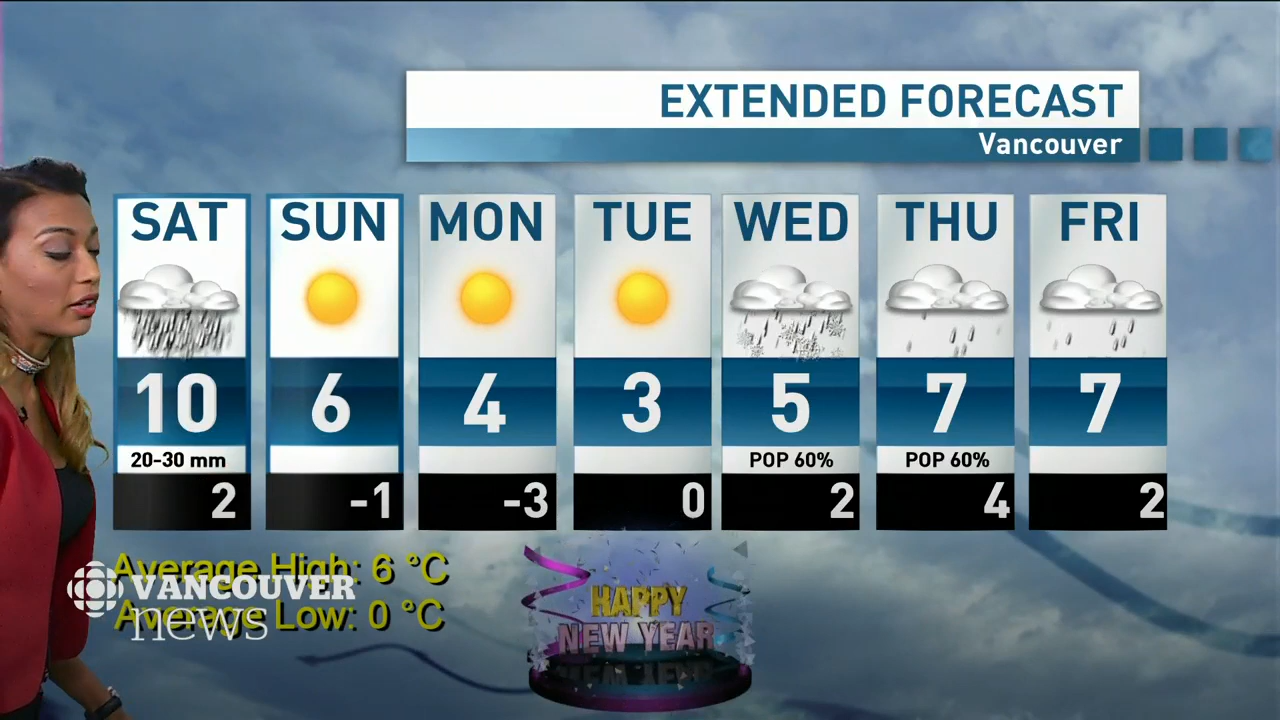 EXTENDED FORECAST
Vancouver
SAT SUN MON TUE WED THU FRI
10 6 4 3 5 7 7
20-30 mm POP 60% POP 60%
2 -1 -3 0 2 4 2
Average High: 6 °C
Average Low: 0 °C
VANCOUVER
news
HAPPY
NEW YEAR